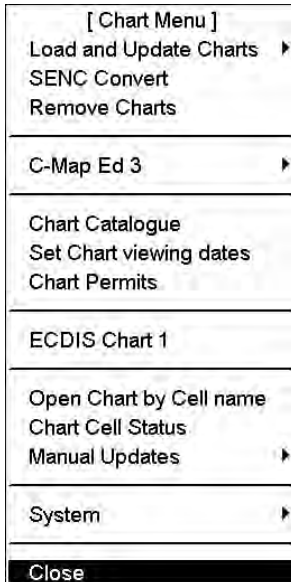 [ Chart Menu ]
Load and Update Charts
SENC Convert
Remove Charts
C-Map Ed 3
Chart Catalogue
Set Chart viewing dates
Chart Permits
ECDIS Chart 1
Open Chart by Cell name
Chart Cell Status
Manual Updates
System
Close